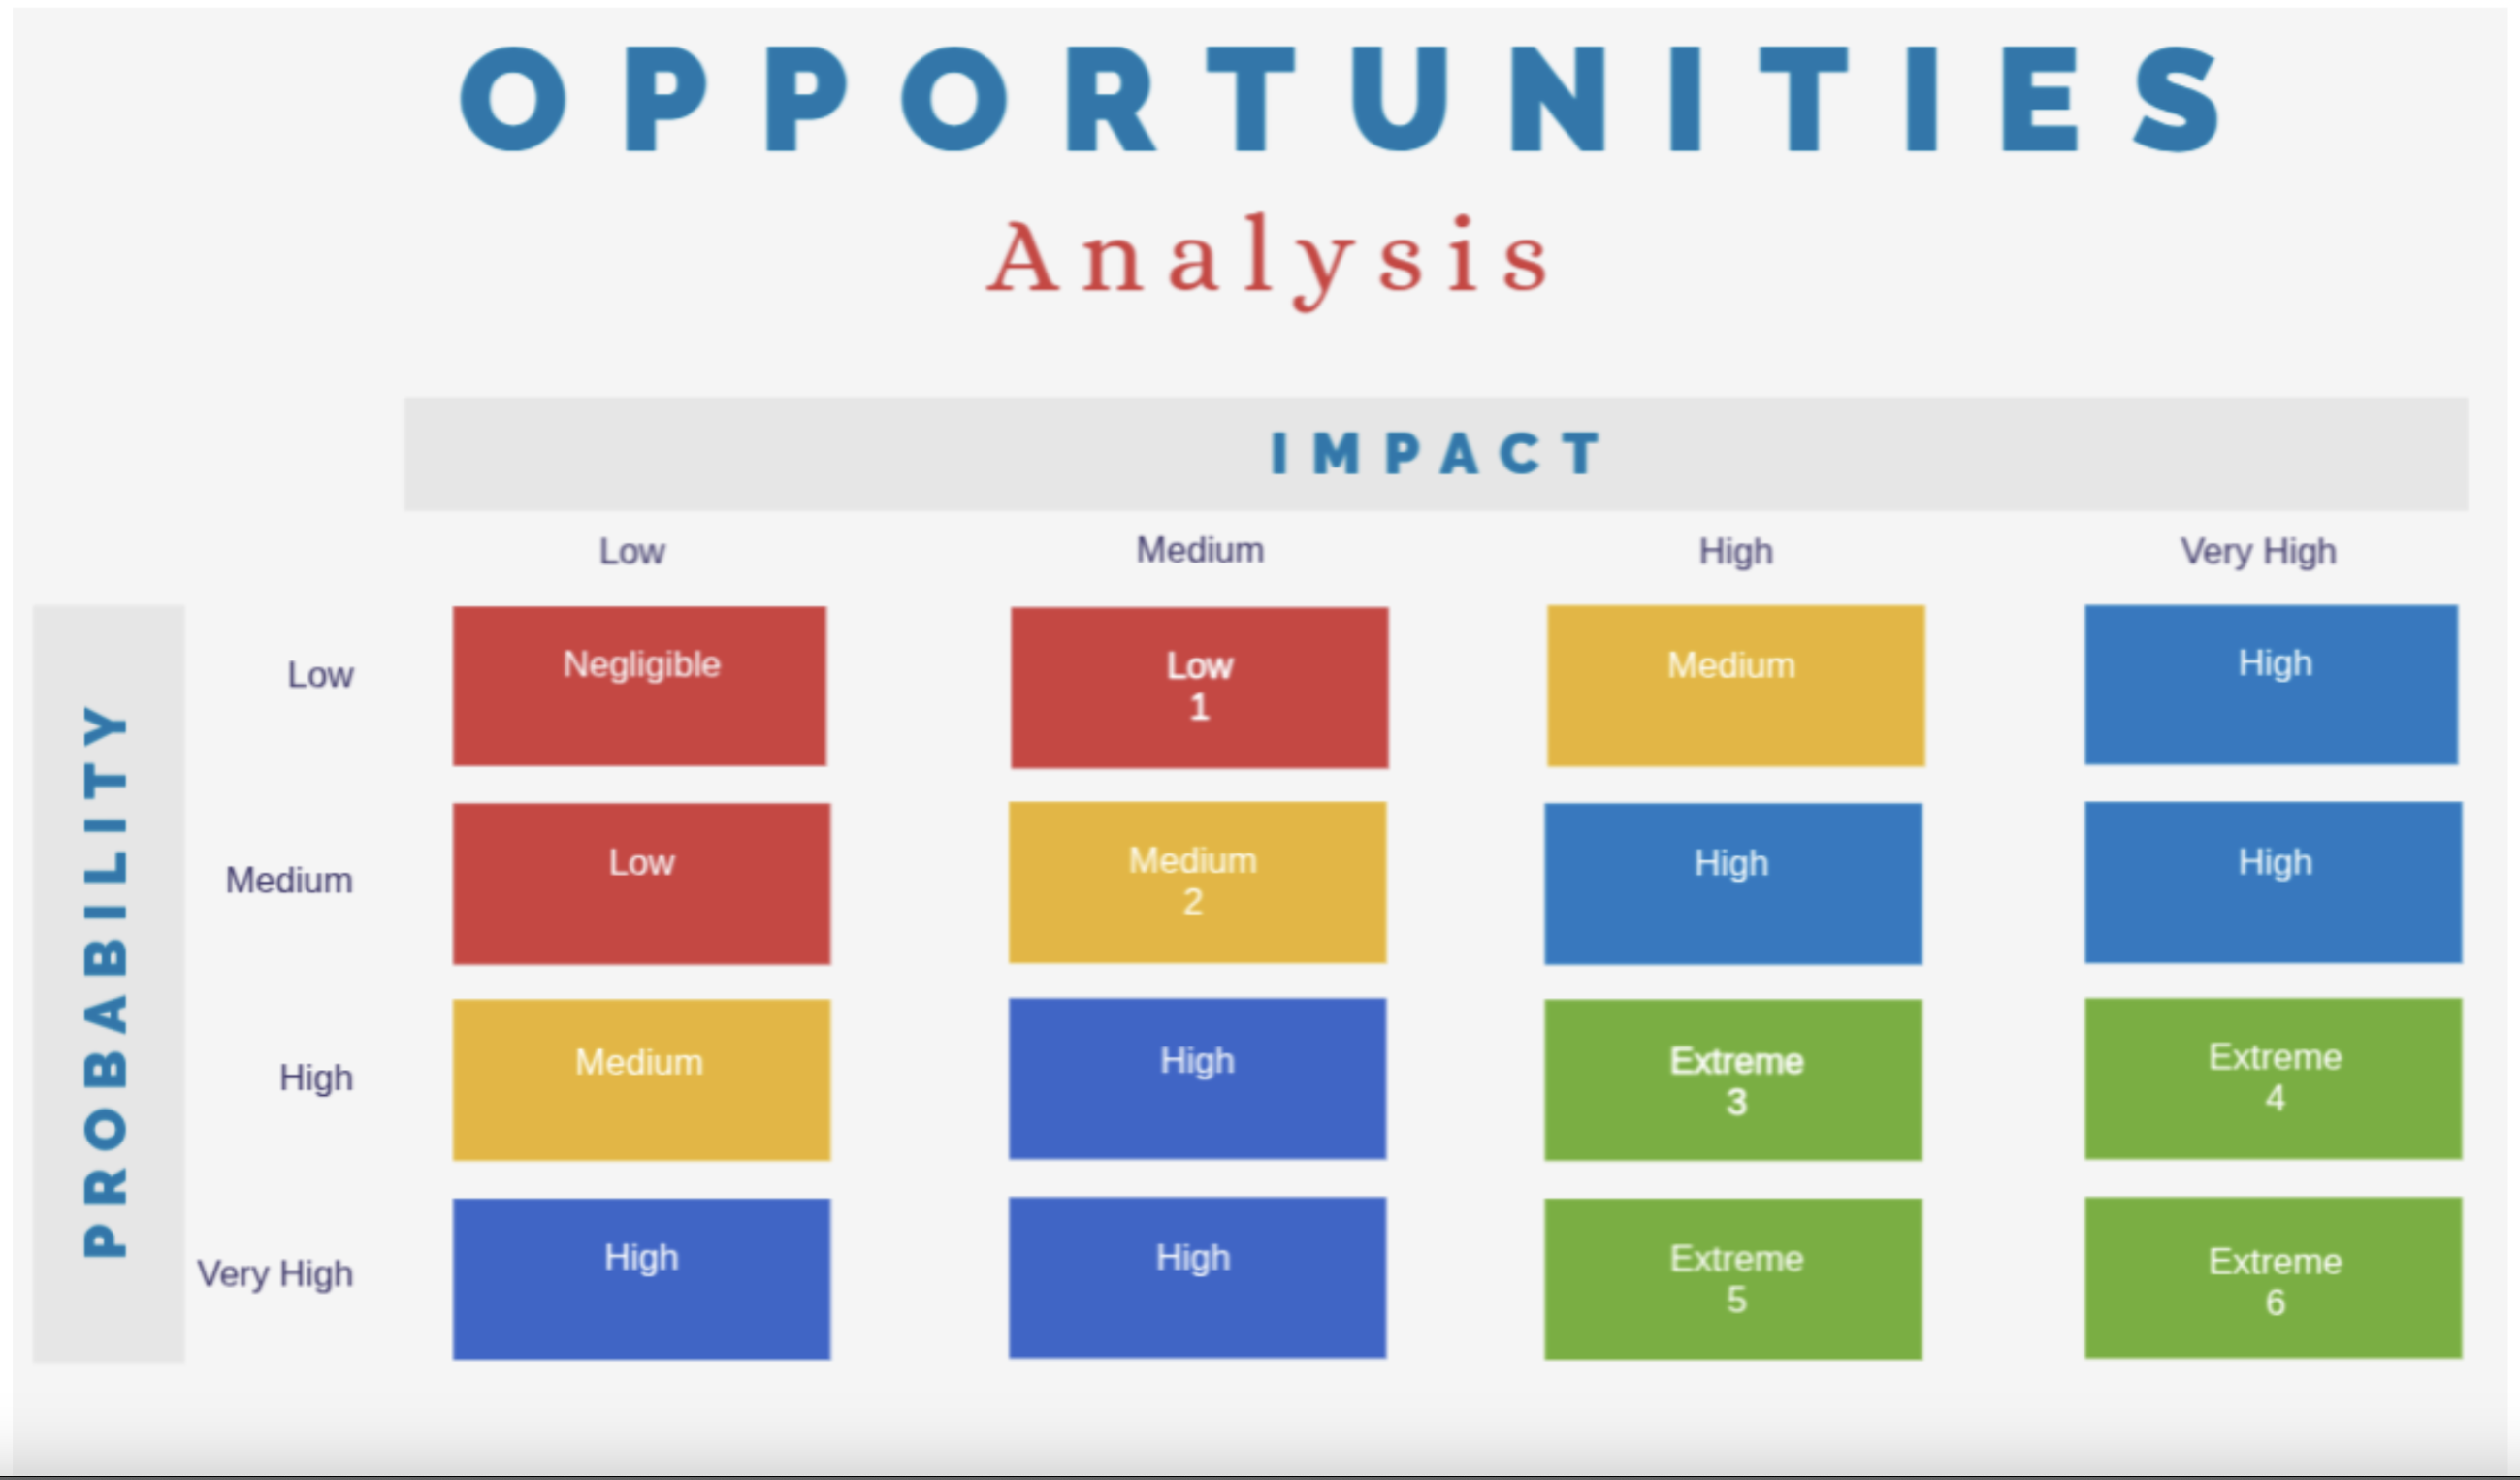 OPPORTUNITIES
Analysis
IMPACT
Low Medium High Very High
PROBABILITY
Low Negligible Low Medium High
1
Medium Low Medium High High
2
High Medium High Extreme Extreme
3 4
Very High High High Extreme Extreme
5 6